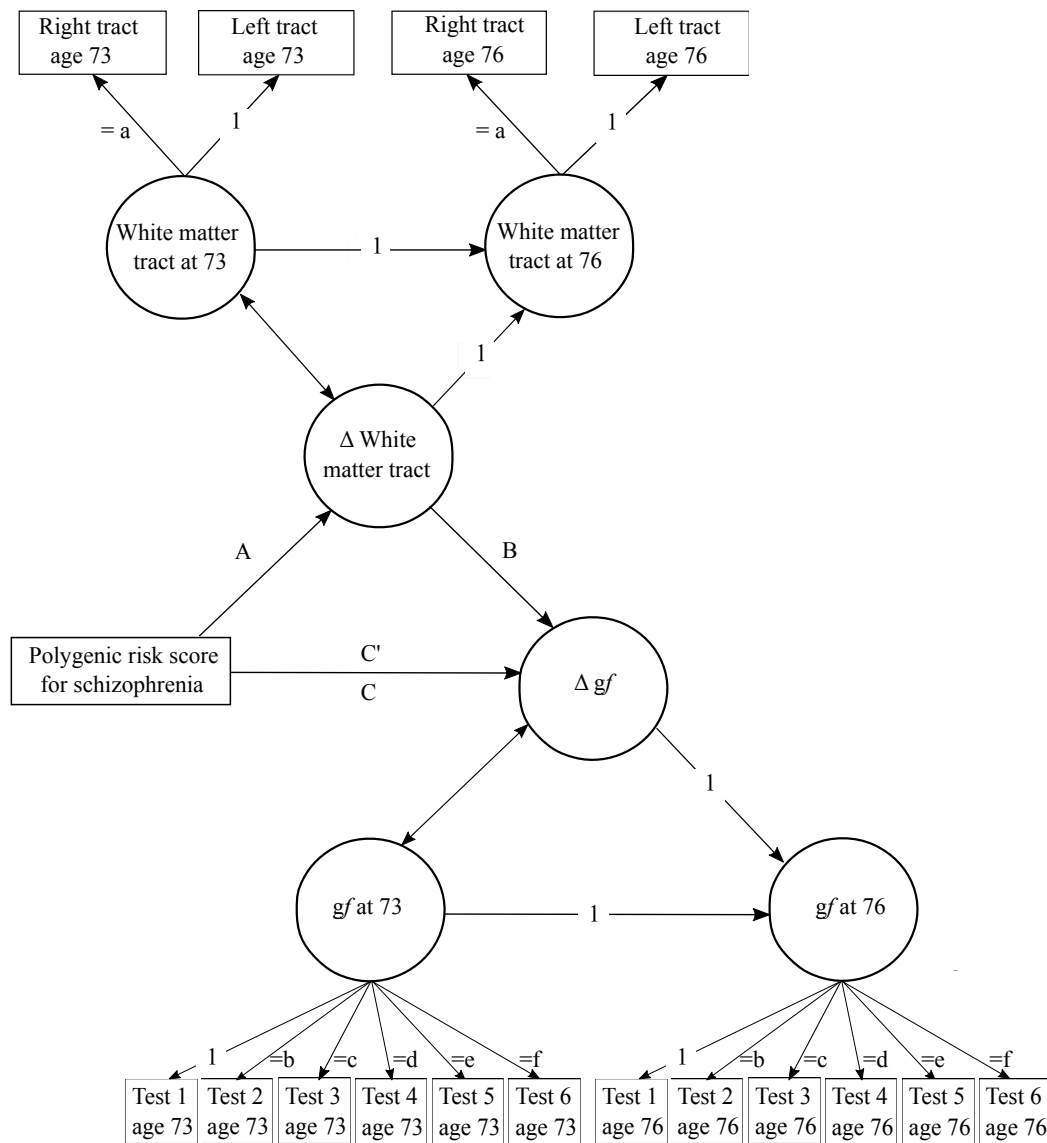 Right tract
age 73
Left tract
age 73
Right tract
age 76
Left tract
age 76
= a
1
= a
1
White matter
tract at 73
1
White matter
tract at 76
1
Δ White
matter tract
A
B
Polygenic risk score
for schizophrenia
C'
C
Δ gf
1
gf at 73
1
gf at 76
1
=b
=c
=d
=e
=f
1
=b
=c
=d
=e
=f
Test 1
age 73
Test 2
age 73
Test 3
age 73
Test 4
age 73
Test 5
age 73
Test 6
age 73
Test 1
age 76
Test 2
age 76
Test 3
age 76
Test 4
age 76
Test 5
age 76
Test 6
age 76